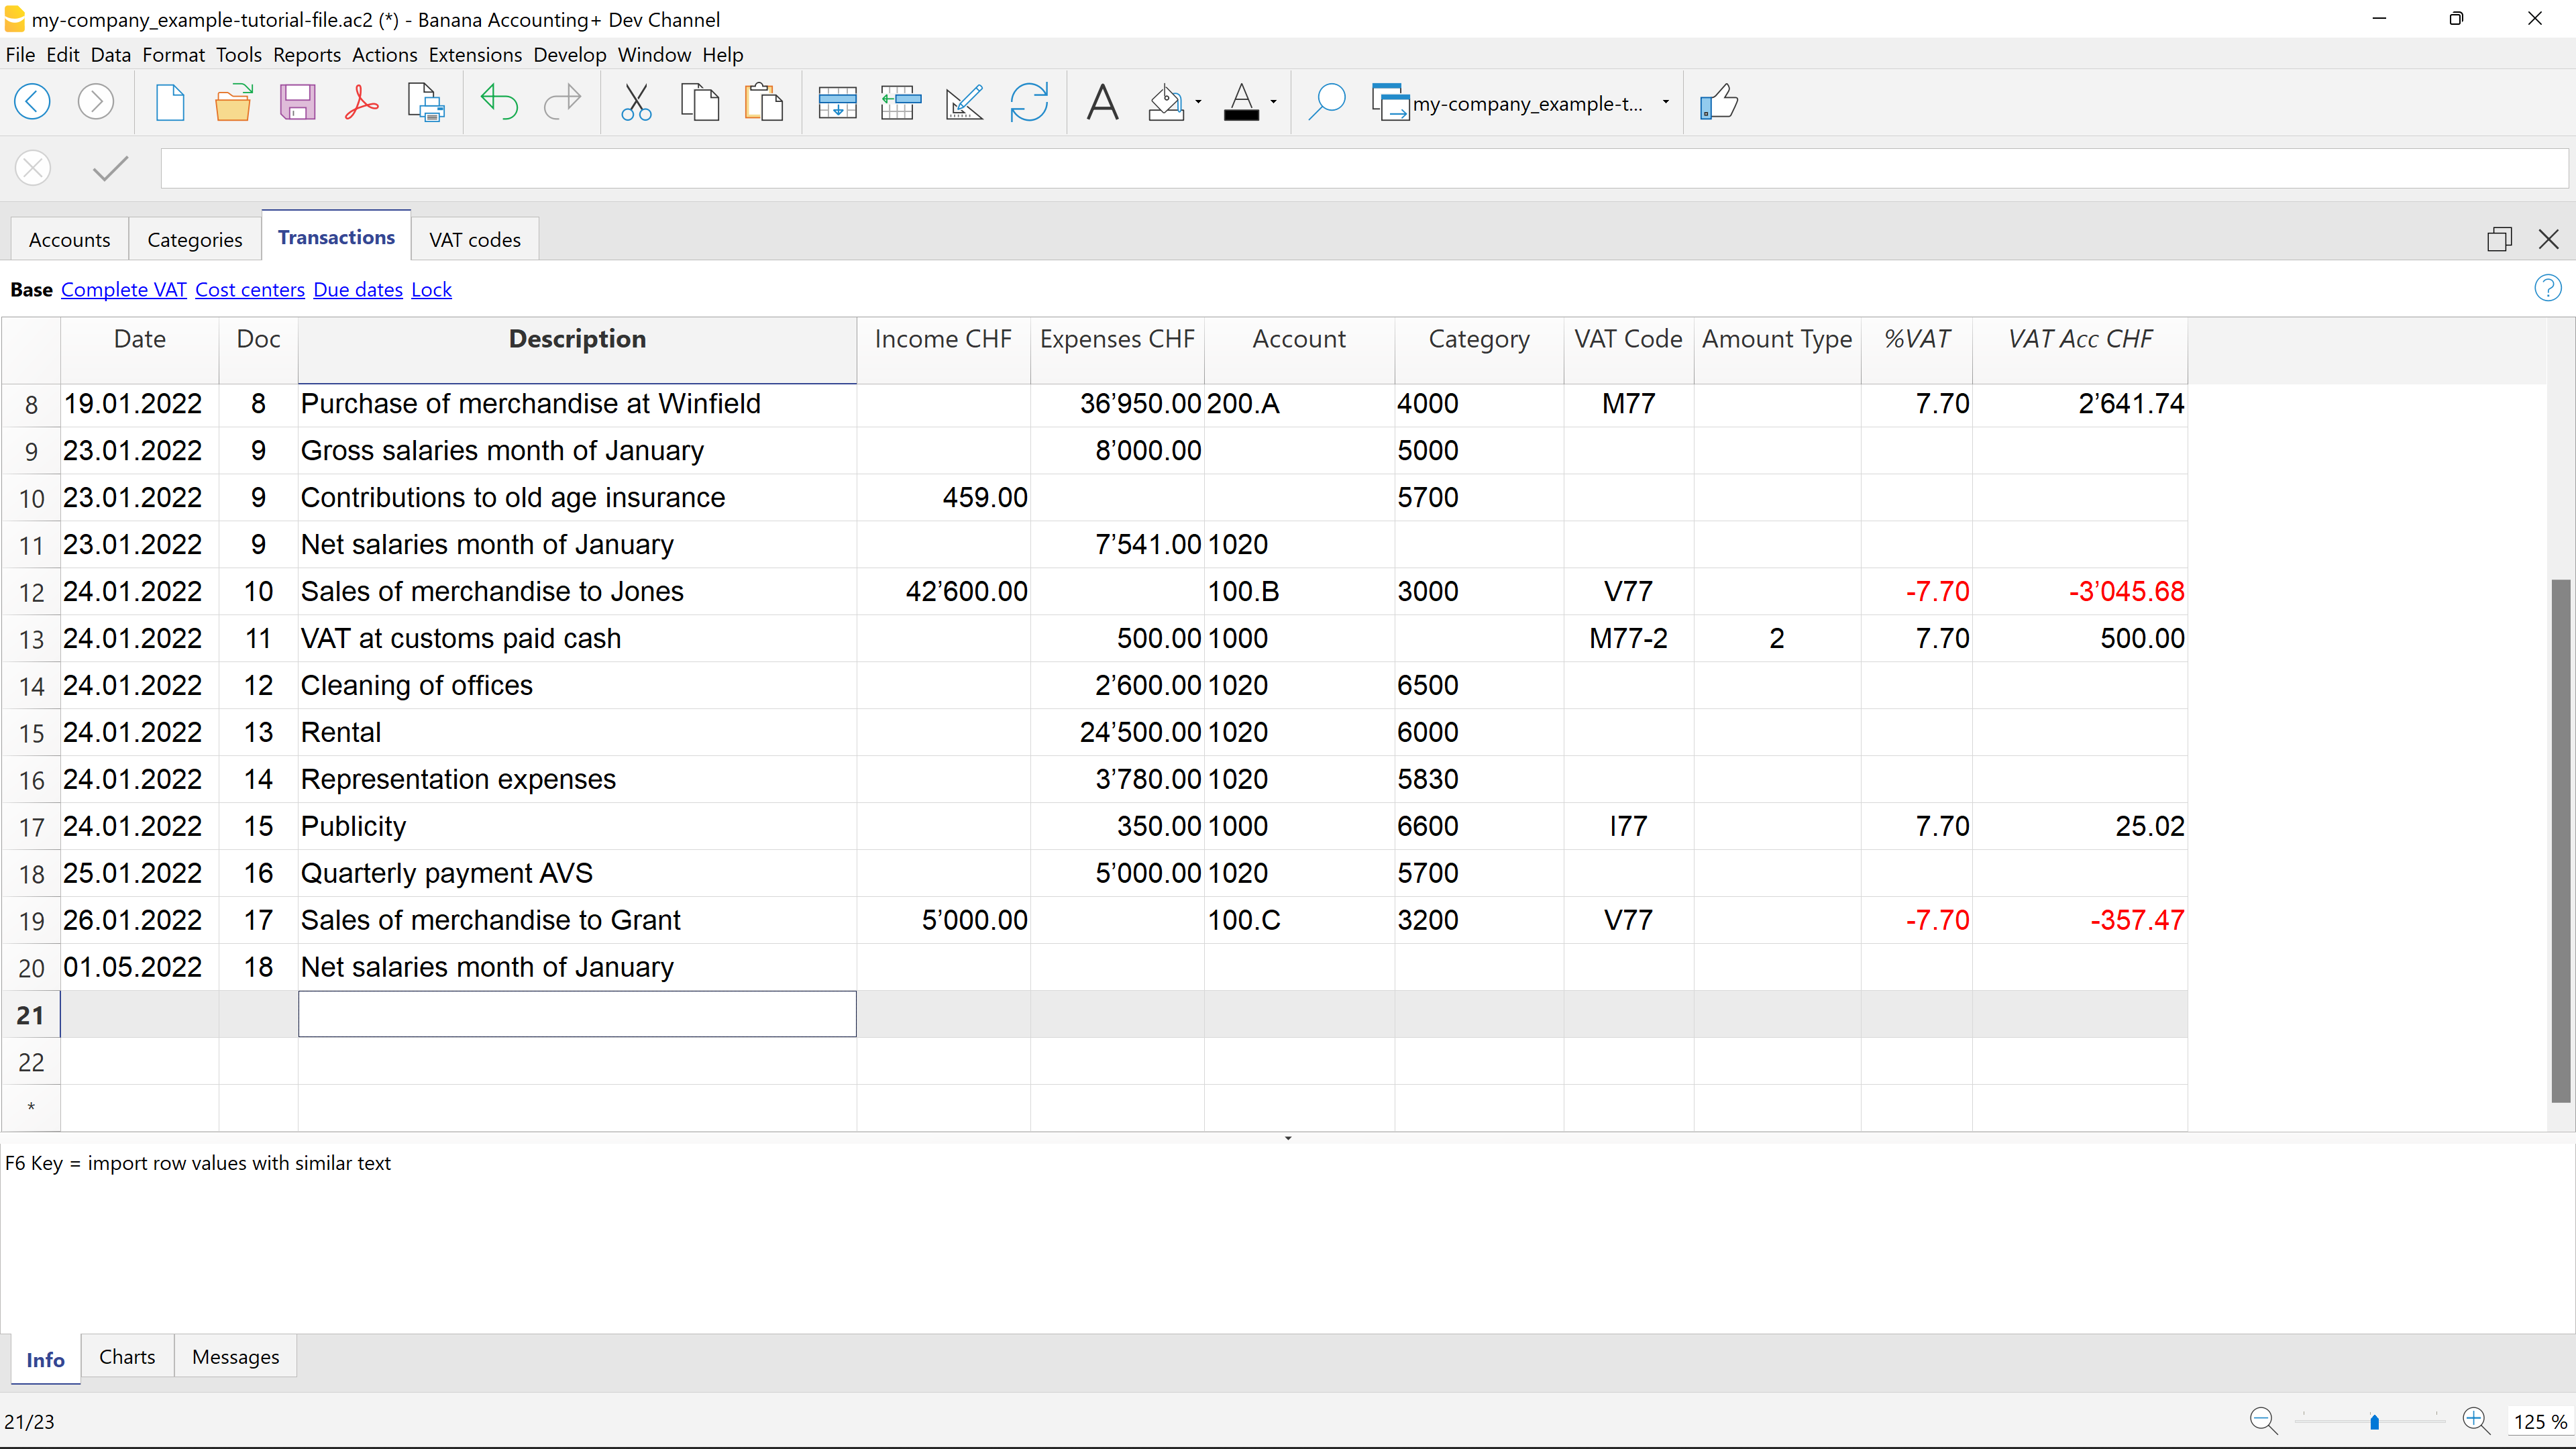 my-company_example-tutorial-file.ac2 (*) - Banana Accounting+ Dev Channel
File Edit Data Format Tools Reports Actions Extensions Develop Window Help
my-company_example-t...
Accounts Categories Transactions VAT codes
Base Complete VAT Cost centers Due dates Lock
Date Doc Description Income CHF Expenses CHF Account Category VAT Code Amount Type %VAT VAT Acc CHF
8 19.01.2022 8 Purchase of merchandise at Winfield 36’950.00 200.A 4000 M77 7.70 2’641.74
9 23.01.2022 9 Gross salaries month of January 8’000.00 5000
10 23.01.2022 9 Contributions to old age insurance 459.00 5700
11 23.01.2022 9 Net salaries month of January 7’541.00 1020
12 24.01.2022 10 Sales of merchandise to Jones 42’600.00 100.B 3000 V77 -7.70 -3’045.68
13 24.01.2022 11 VAT at customs paid cash 500.00 1000 M77-2 2 7.70 500.00
14 24.01.2022 12 Cleaning of offices 2’600.00 1020 6500
15 24.01.2022 13 Rental 24’500.00 1020 6000
16 24.01.2022 14 Representation expenses 3’780.00 1020 5830
17 24.01.2022 15 Publicity 350.00 1000 6600 I77 7.70 25.02
18 25.01.2022 16 Quarterly payment AVS 5’000.00 1020 5700
19 26.01.2022 17 Sales of merchandise to Grant 5’000.00 100.C 3200 V77 -7.70 -357.47
20 01.05.2022 18 Net salaries month of January
21
22
*
F6 Key = import row values with similar text
Info Charts Messages
21/23 125 %